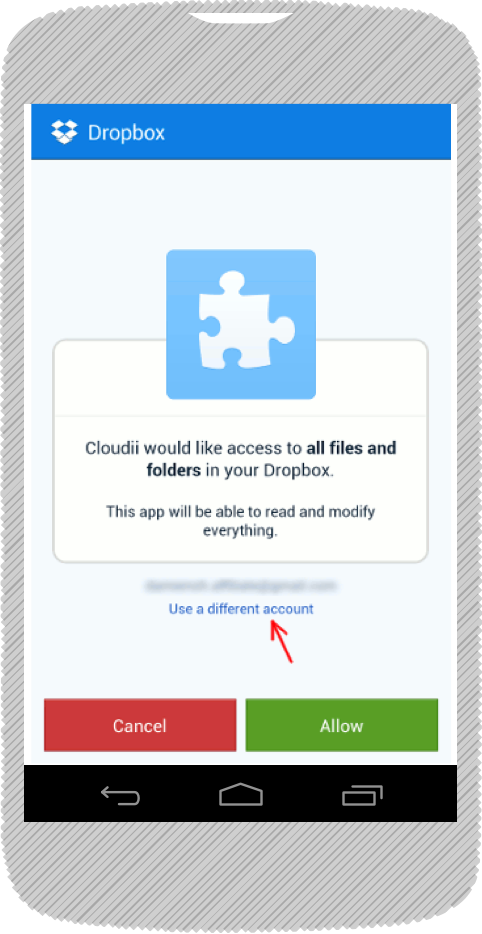 Dropbox
Cloudii would like access to all files and
folders in your Dropbox.
This app will be able to read and modify
everything.
Use a different account
Cancel
Allow